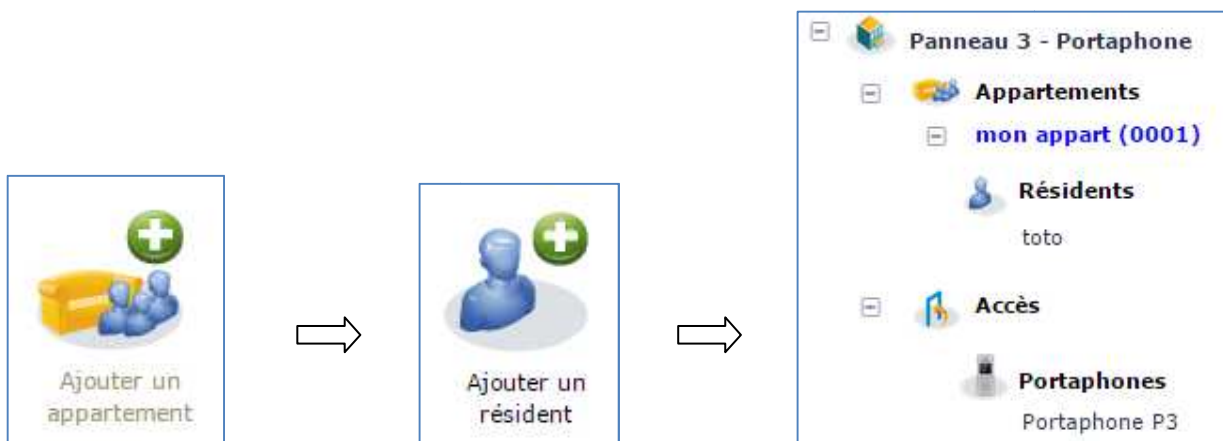 Ajouter un
appartement
Ajouter un
résident
Panneau 3 - Portaphone
Appartements
mon appart (0001)
Résidents
toto
Accès
Portaphones
Portaphone P3